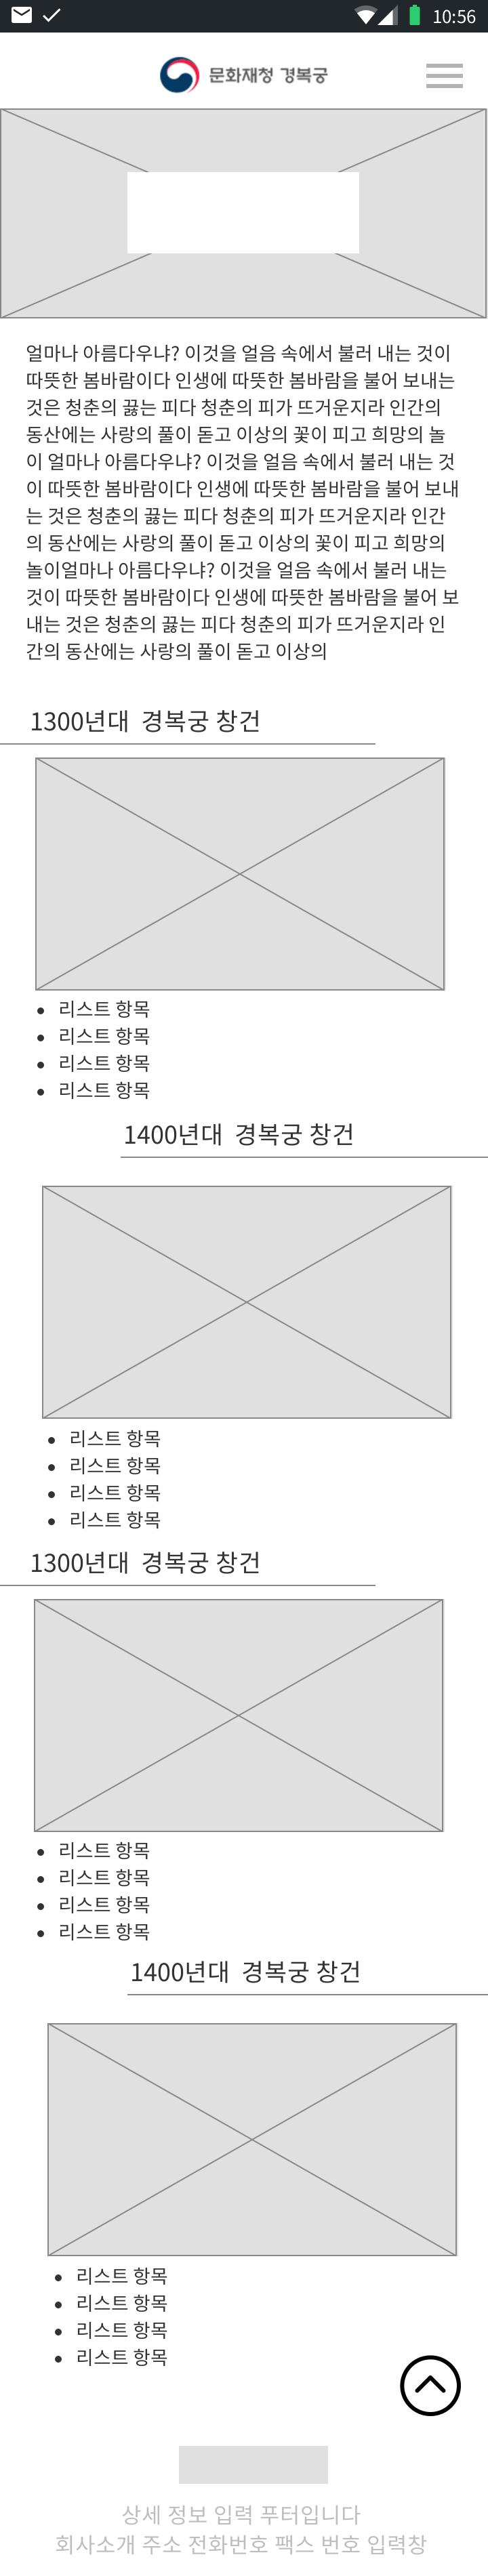 10:56
문화재청 경복궁
얼마나 아름다우냐? 이것을 얼음 속에서 불러 내는 것이
따뜻한 봄바람이다 인생에 따뜻한 봄바람을 불어 보내는
것은 청춘의 끓는 피다 청춘의 피가 뜨거운지라 인간의
동산에는 사랑의 풀이 돋고 이상의 꽃이 피고 희망의 놀
이 얼마나 아름다우냐? 이것을 얼음 속에서 불러 내는 것
이 따뜻한 봄바람이다 인생에 따뜻한 봄바람을 불어 보내
는 것은 청춘의 끓는 피다 청춘의 피가 뜨거운지라 인간
의 동산에는 사랑의 풀이 돋고 이상의 꽃이 피고 희망의
놀이얼마나 아름다우냐? 이것을 얼음 속에서 불러 내는
것이 따뜻한 봄바람이다 인생에 따뜻한 봄바람을 불어 보
내는 것은 청춘의 끓는 피다 청춘의 피가 뜨거운지라 인
간의 동산에는 사랑의 풀이 돋고 이상의
1300년대 경복궁 창건
리스트 항목
리스트 항목
리스트 항목
리스트 항목
1400년대 경복궁 창건
리스트 항목
리스트 항목
리스트 항목
리스트 항목
1300년대 경복궁 창건
리스트 항목
리스트 항목
리스트 항목
리스트 항목
1400년대 경복궁 창건
리스트 항목
리스트 항목
리스트 항목
리스트 항목
상세 정보 입력 푸터입니다
회사소개 주소 전화번호 팩스 번호 입력창